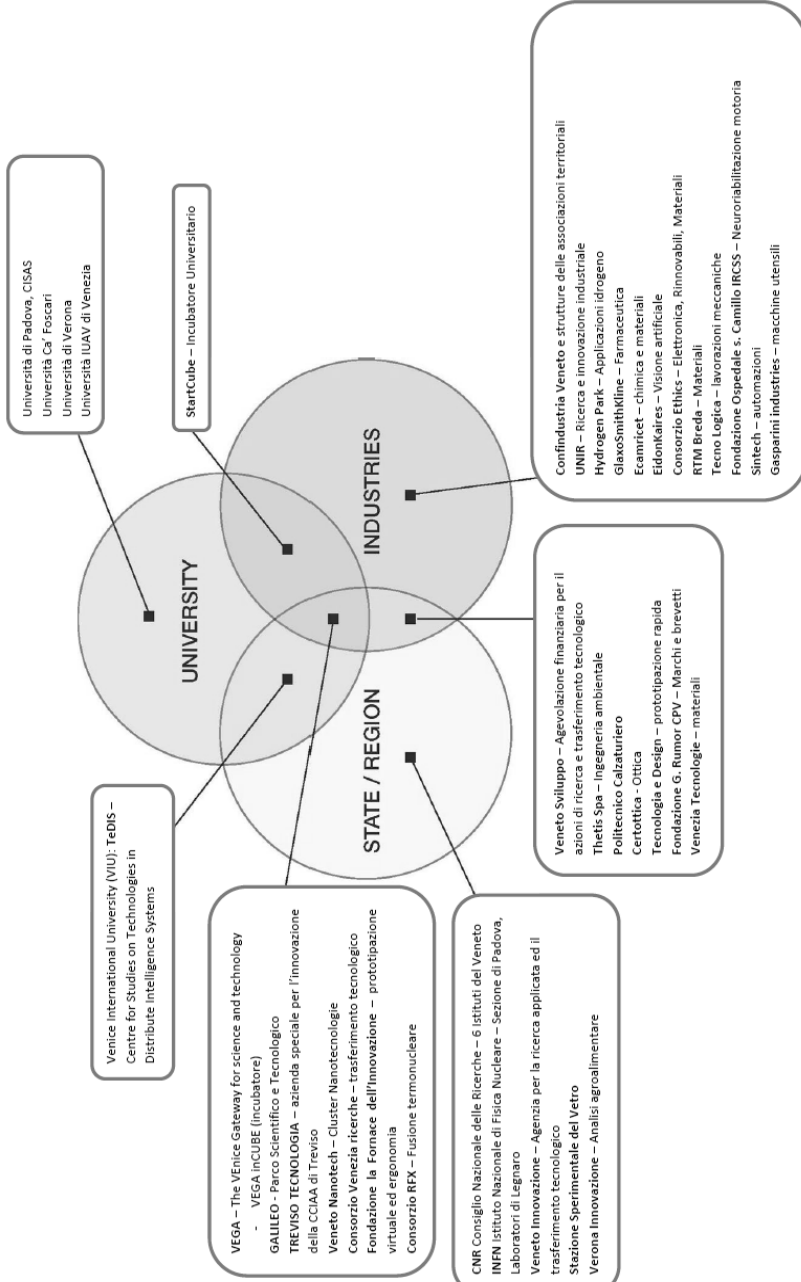 Università di Padova, CISAS
Università Ca' Foscari
Università di Verona
Università IUAV di Venezia
Venice International University (VIU): TeDIS –
Centre for Studies on Technologies in
Distribute Intelligence Systems
StartCube – Incubatore Universitario
UNIVERSITY
VEGA – The VEnice Gateway for science and technology
- VEGA inCUBE (incubatore)
GALILEO - Parco Scientifico e Tecnologico
TREVISO TECNOLOGIA – azienda speciale per l'innovazione
della CCIAA di Treviso
Veneto Nanotech – Cluster Nanotecnologie
Consorzio Venezia ricerche – trasferimento tecnologico
Fondazione la Fornace dell'Innovazione – prototipazione
virtuale ed ergonomia
Consorzio RFX – Fusione termonucleare
STATE / REGION
INDUSTRIES
CNR Consiglio Nazionale delle Ricerche – 6 Istituti del Veneto
INFN Istituto Nazionale di Fisica Nucleare – Sezione di Padova,
Laboratori di Legnaro
Veneto Innovazione – Agenzia per la ricerca applicata ed il
trasferimento tecnologico
Stazione Sperimentale del Vetro
Verona Innovazione – Analisi agroalimentare
Veneto Sviluppo – Agevolazione finanziaria per il
azioni di ricerca e trasferimento tecnologico
Thetis Spa – Ingegneria ambientale
Politecnico Calzaturiero
Certottica - Ottica
Tecnologia e Design – prototipazione rapida
Fondazione G. Rumor CPV – Marchi e brevetti
Venezia Tecnologie – materiali
Confindustria Veneto e strutture delle associazioni territoriali
UNIR – Ricerca e innovazione industriale
Hydrogen Park – Applicazioni idrogeno
GlaxoSmithKline – Farmaceutica
Ecamricet – chimica e materiali
EidonKaires – Visione artificiale
Consorzio Ethics – Elettronica, Rinnovabili, Materiali
RTM Breda – Materiali
Tecno Logica – lavorazioni meccaniche
Fondazione Ospedale s. Camillo IRCSS – Neuroriabilitazione motoria
Sintech – automazioni
Gasparini industries – macchine utensili